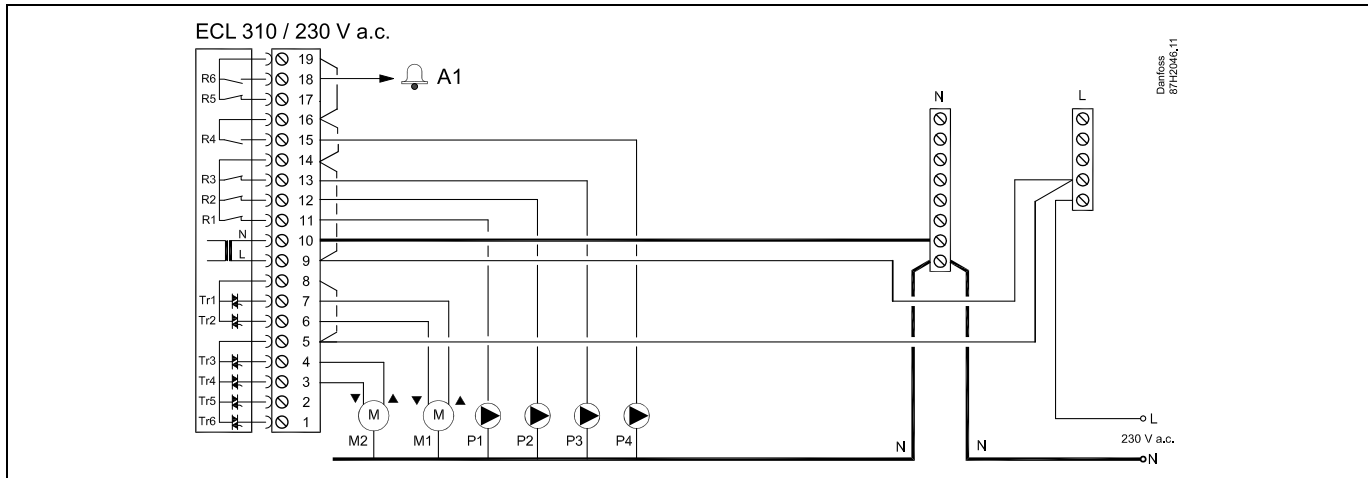 ECL 310 / 230 V a.c.
Danfoss
87H2046.11
19
R6 18 A1
R5 17
16
R4 15
14
R3 13
R2 12
R1 11
N 10
L 9
8
Tr1 7
Tr2 6
5
Tr3 4
Tr4 3
Tr5 2
Tr6 1
N
L
M M
M2 M1 P1 P2 P3 P4
N N
L
230 V a.c.
N